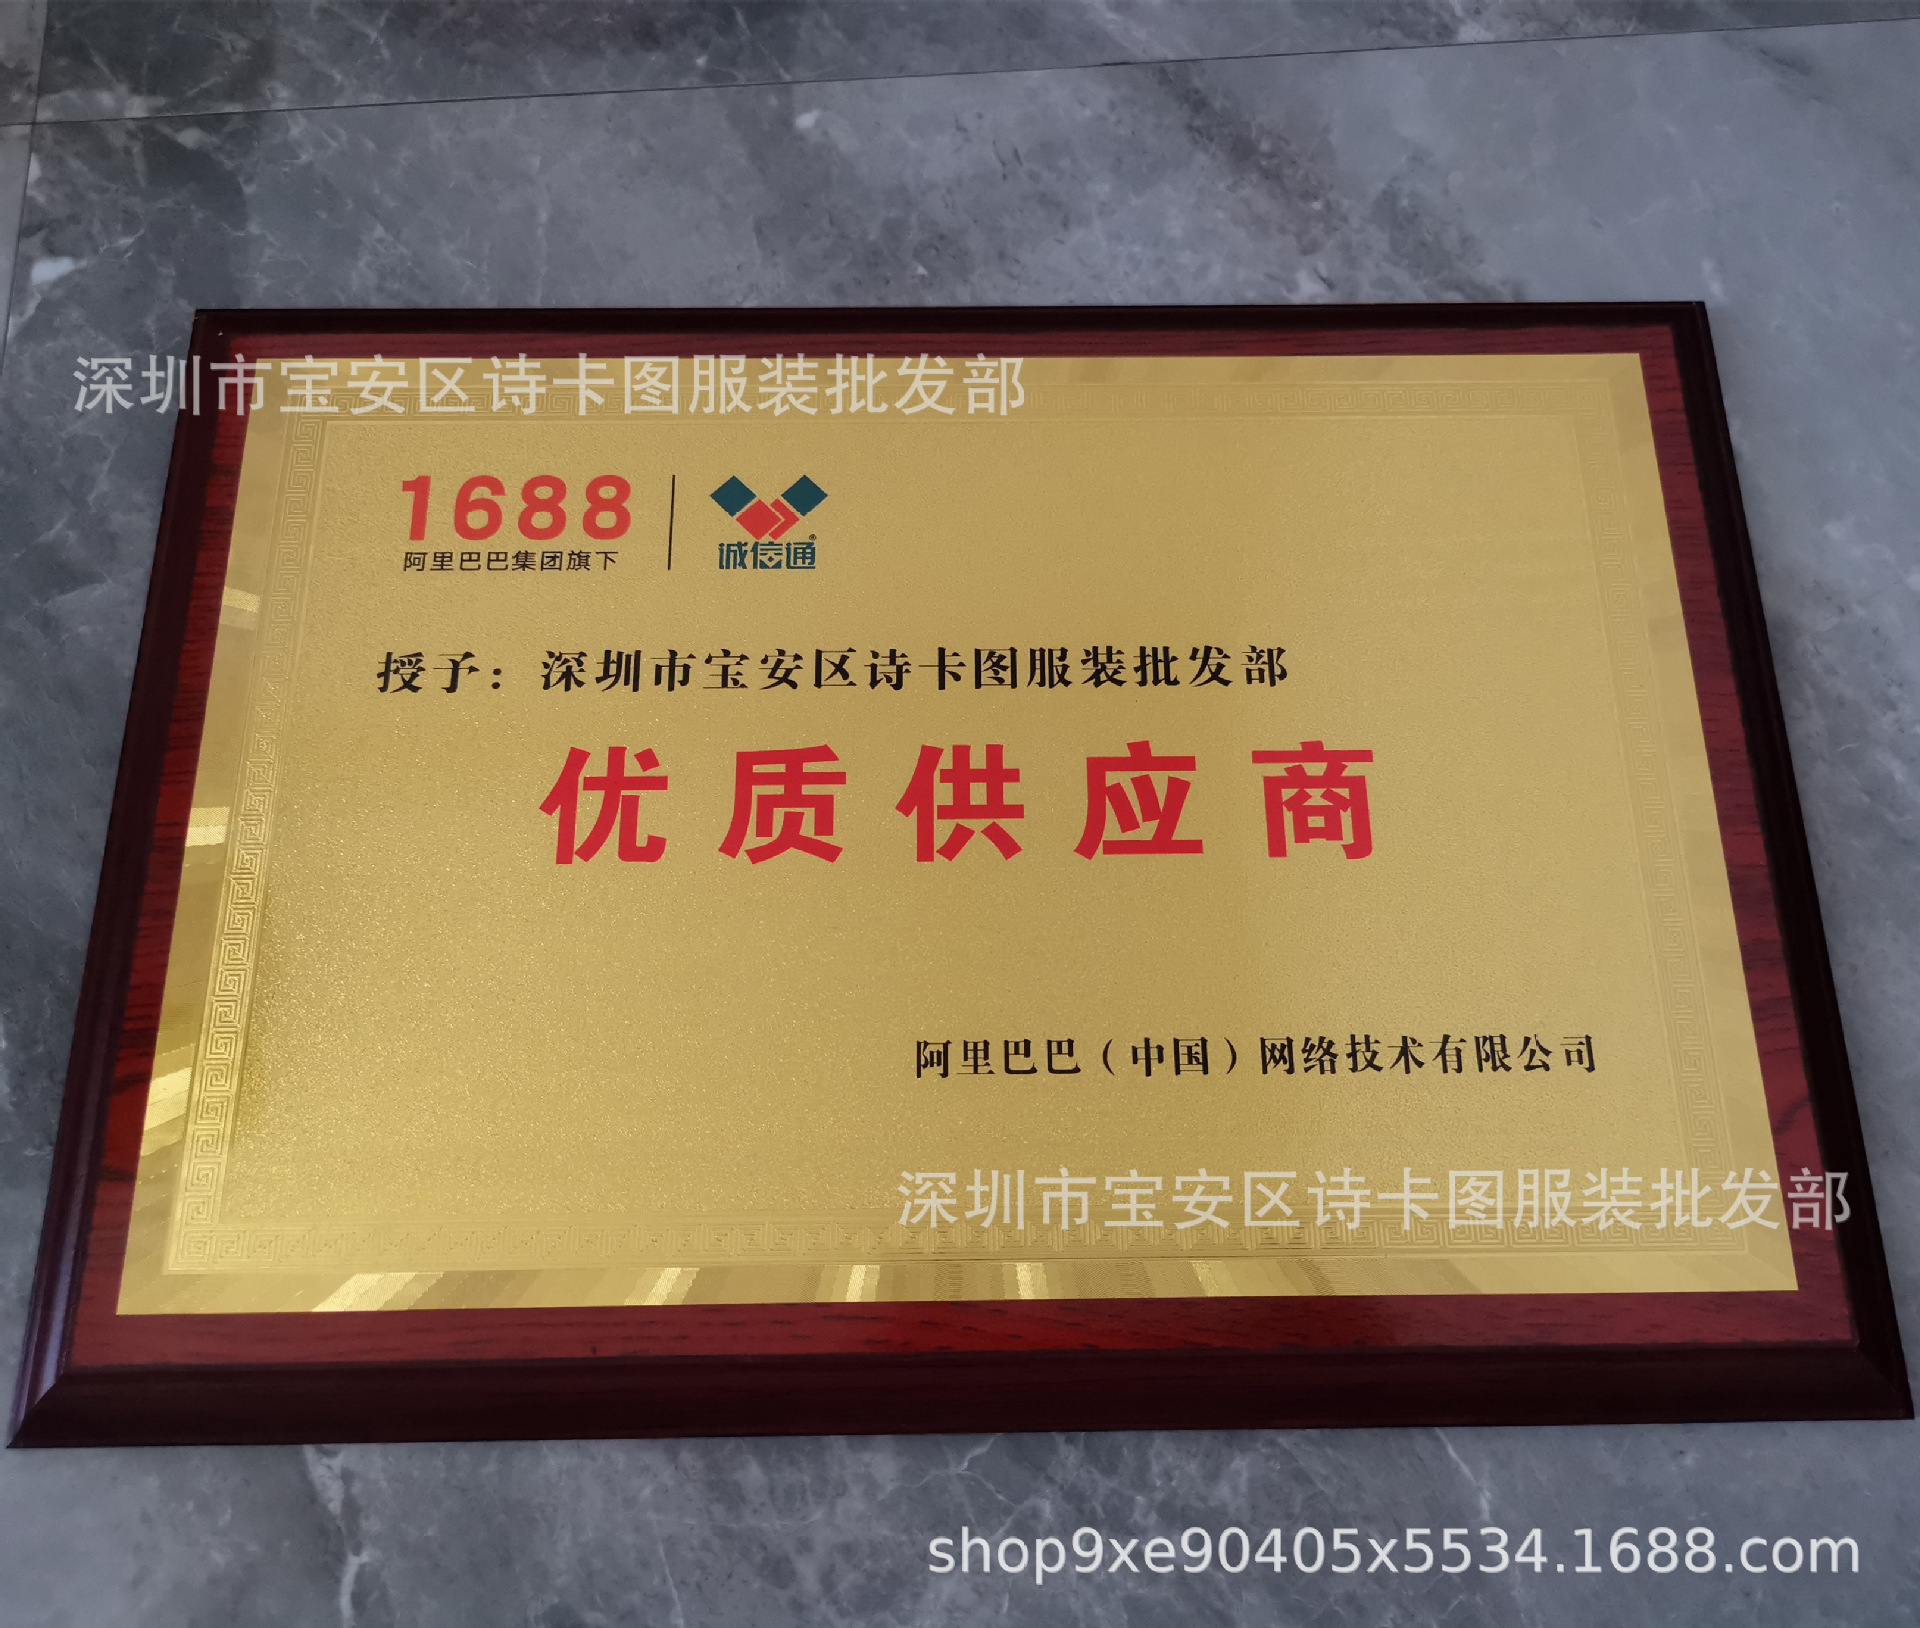 深圳市宝安区诗卡图服装批发部
1688
阿里巴巴集团旗下
诚信通®
授予：深圳市宝安区诗卡图服装批发部
优质供应商
阿里巴巴（中国）网络技术有限公司
深圳市宝安区诗卡图服装批发部
shop9xe90405x5534.1688.com